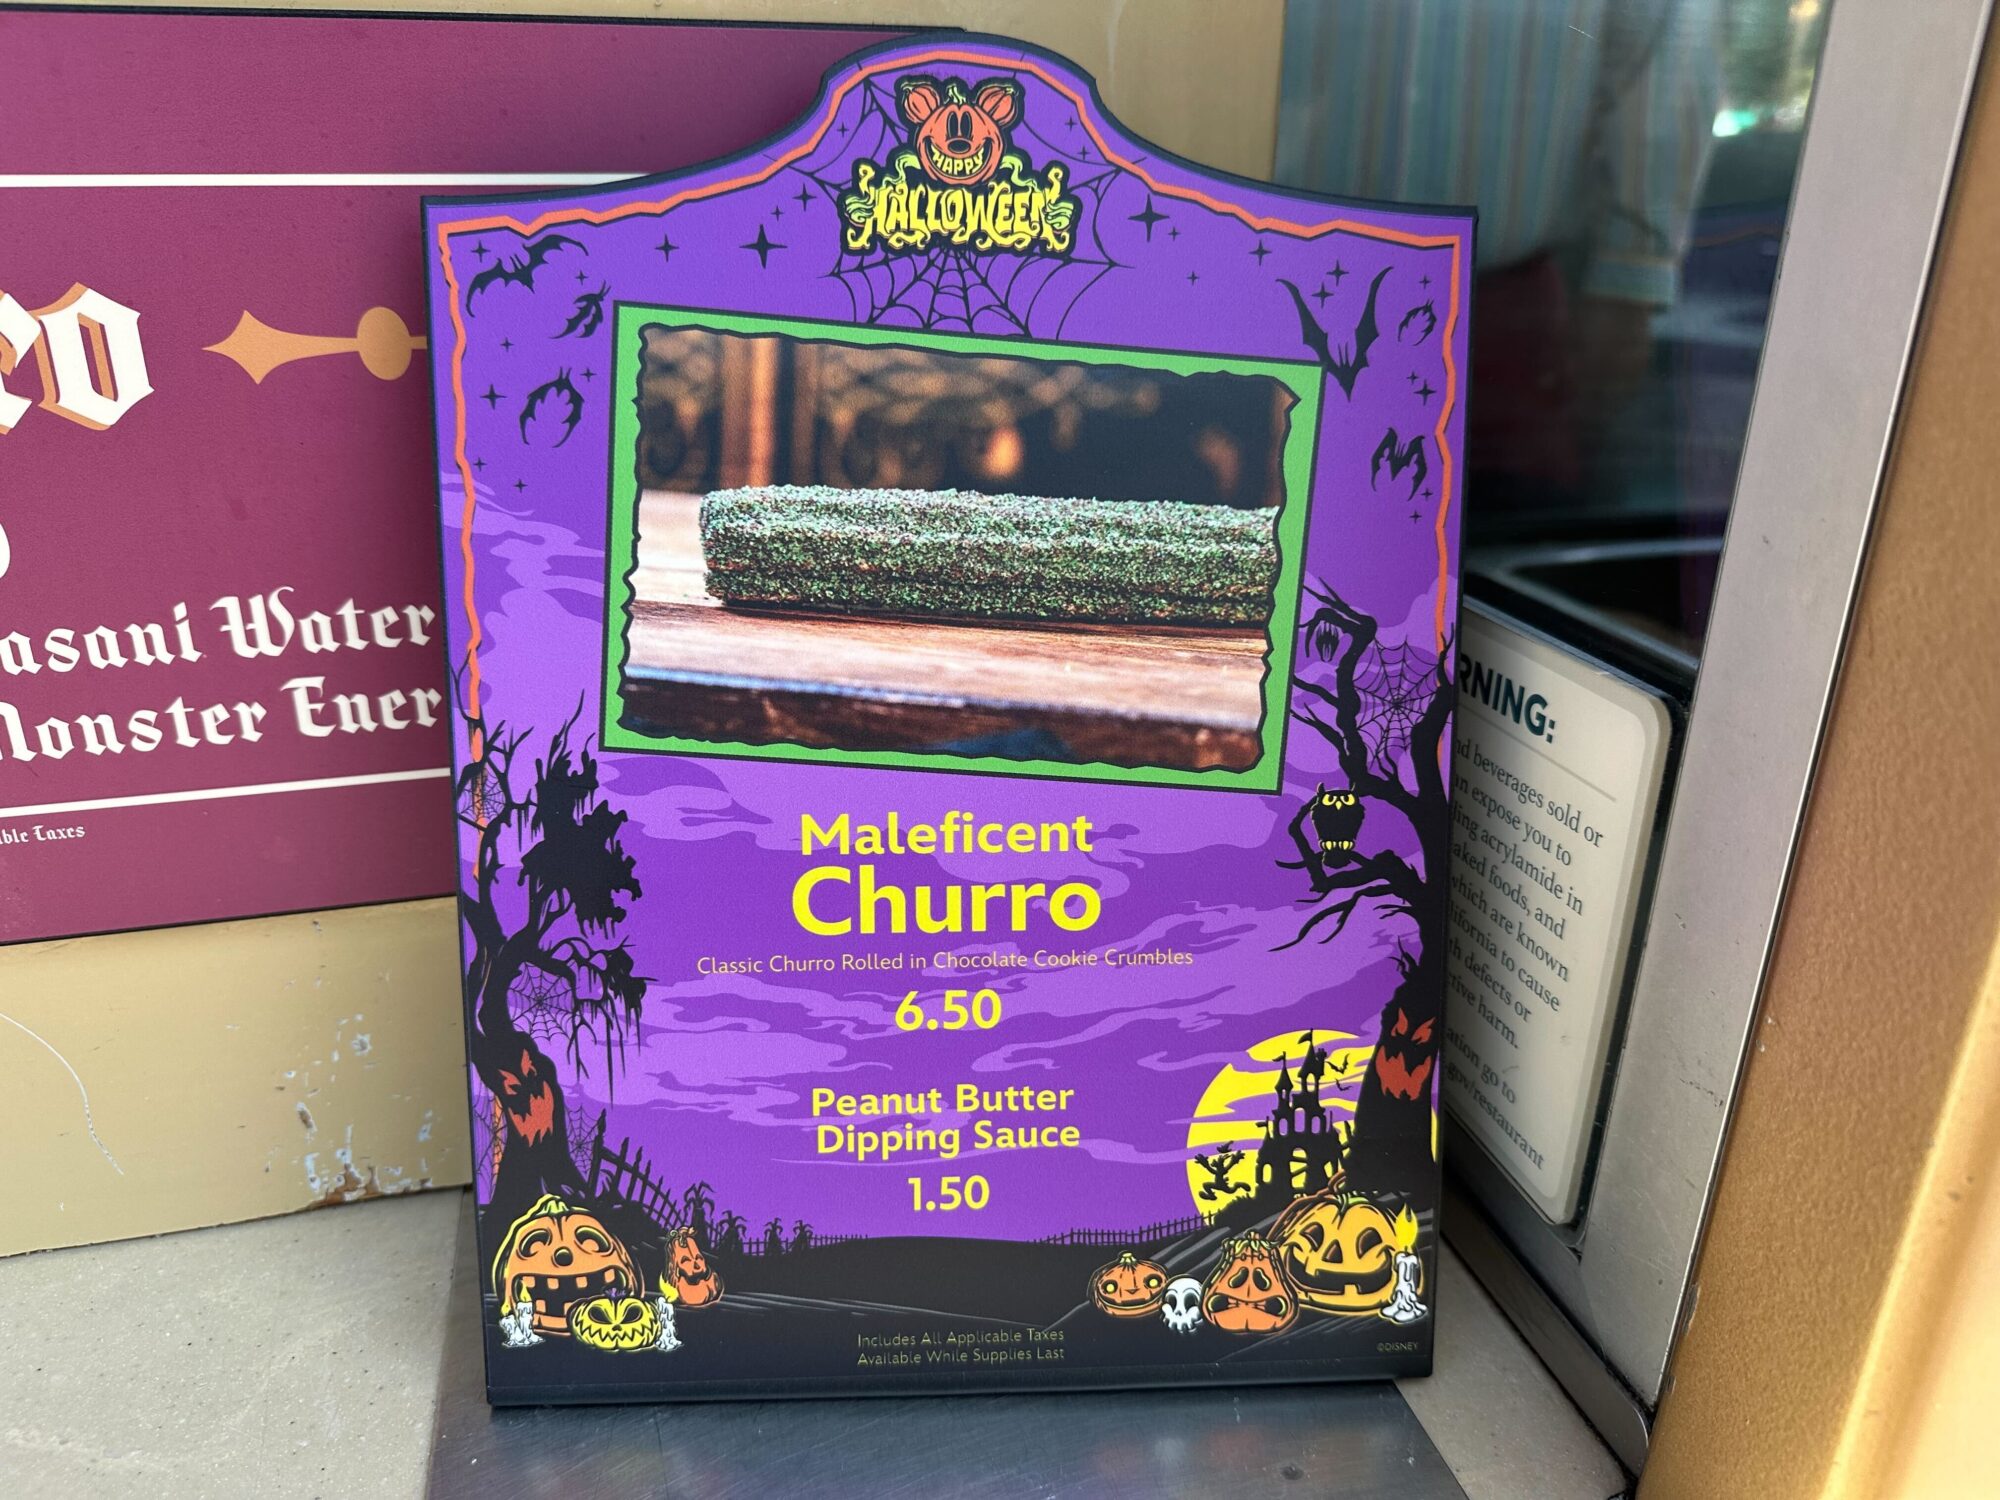 HAPPY
HALLOWEEN
Maleficent
Churro
Classic Churro Rolled in Chocolate Cookie Crumbles
6.50
Peanut Butter
Dipping Sauce
1.50
Includes All Applicable Taxes
Available While Supplies Last
©DISNEY
ro
asani Water
Monster Ener
ble Taxes
RNING:
nd beverages sold or
n expose you to
ling acrylamide in
aked foods, and
which are known
lifornia to cause
th defects or
ctive harm.
ation go to
.gov/restaurant